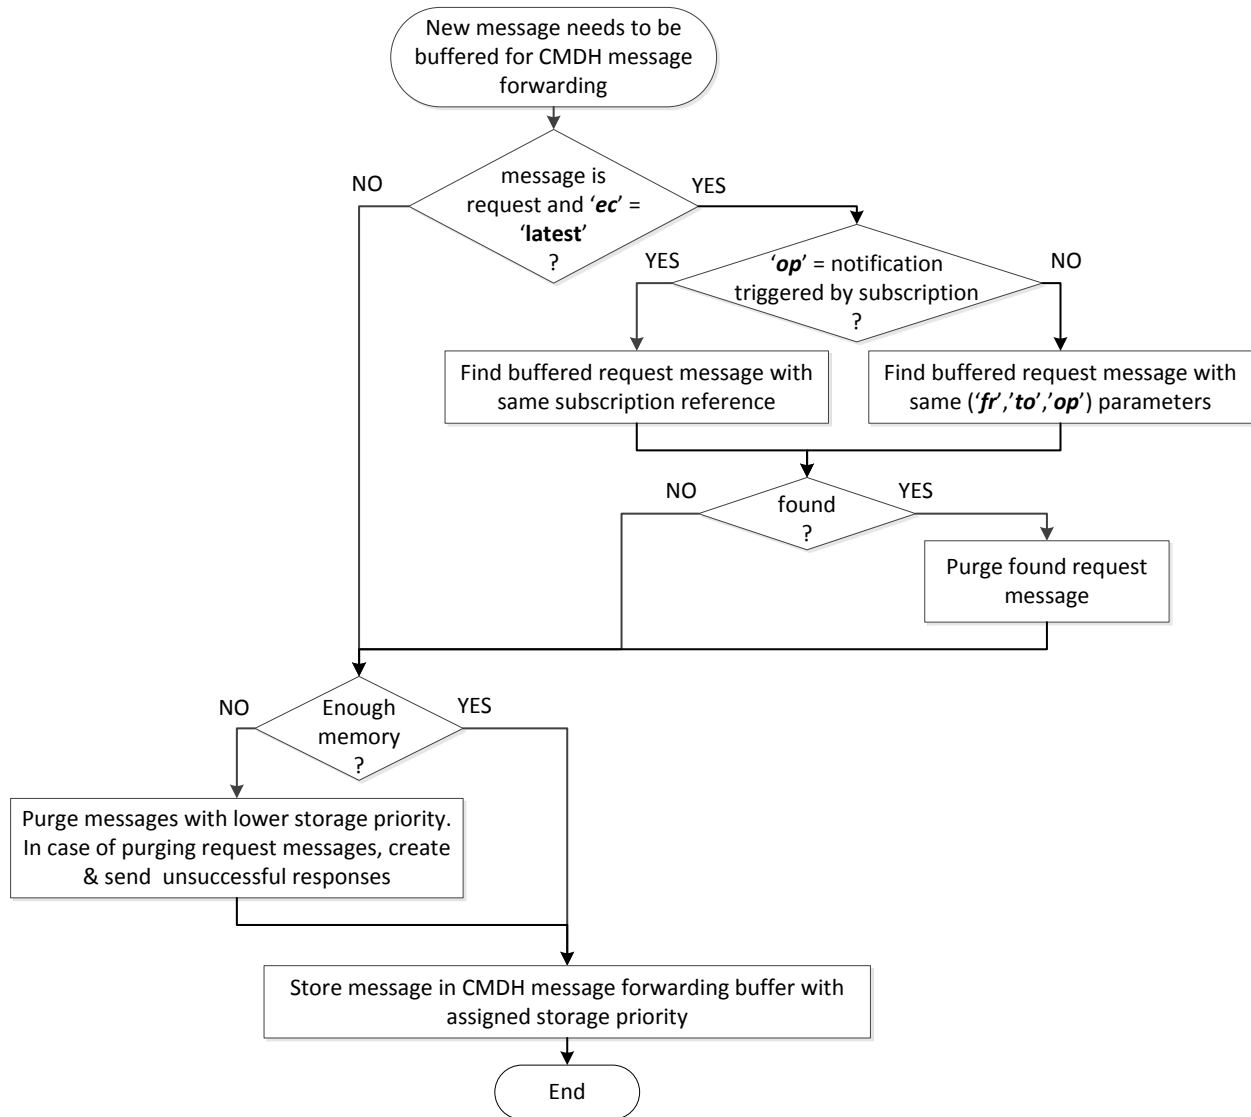 New message needs to be
buffered for CMDH message
forwarding
NO
message is
request and ‘ec’ =
‘latest’
?
YES
YES
‘op’ = notification
triggered by subscription
?
NO
Find buffered request message with
same subscription reference
Find buffered request message with
same (‘fr’,’to’,’op’) parameters
NO
found
?
YES
Purge found request
message
NO
Enough
memory
?
YES
Purge messages with lower storage priority.
In case of purging request messages, create
& send  unsuccessful responses
Store message in CMDH message forwarding buffer with
assigned storage priority
End